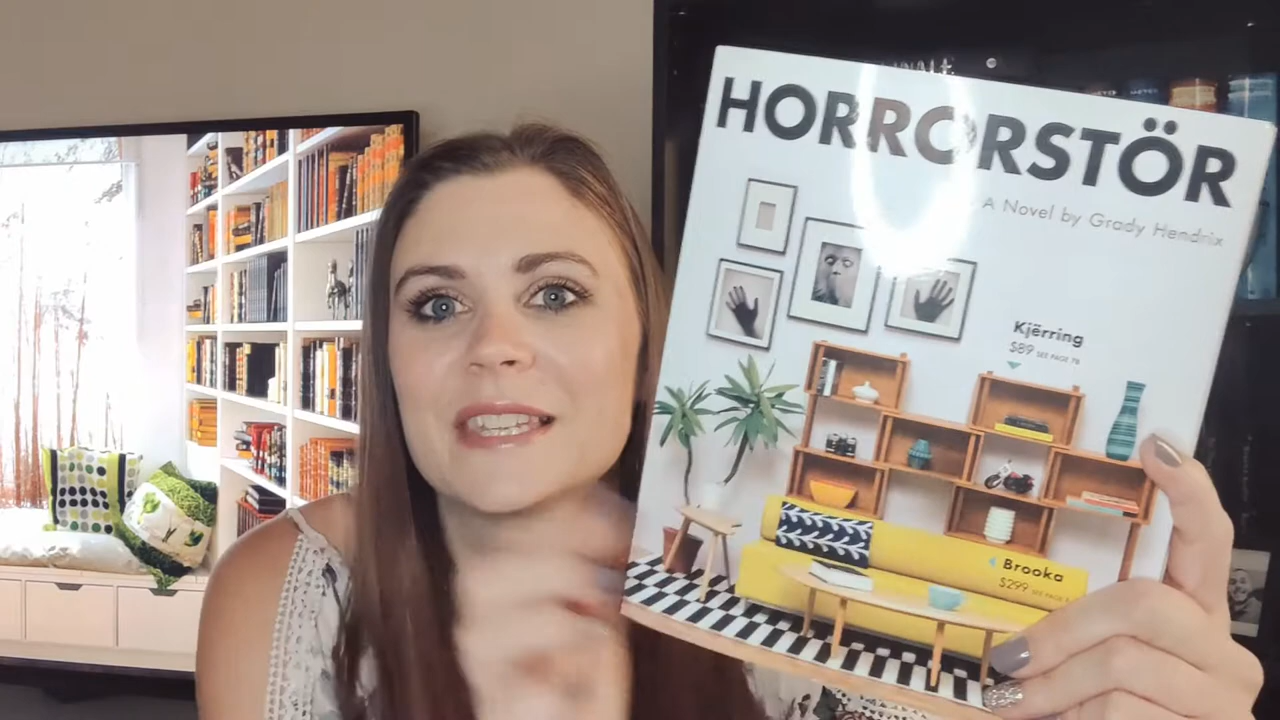 HORRORSTÖR
A Novel by Grady Hendrix
Kjërring
$89 SEE PAGE 78
Brooka
$299 SEE PAGE